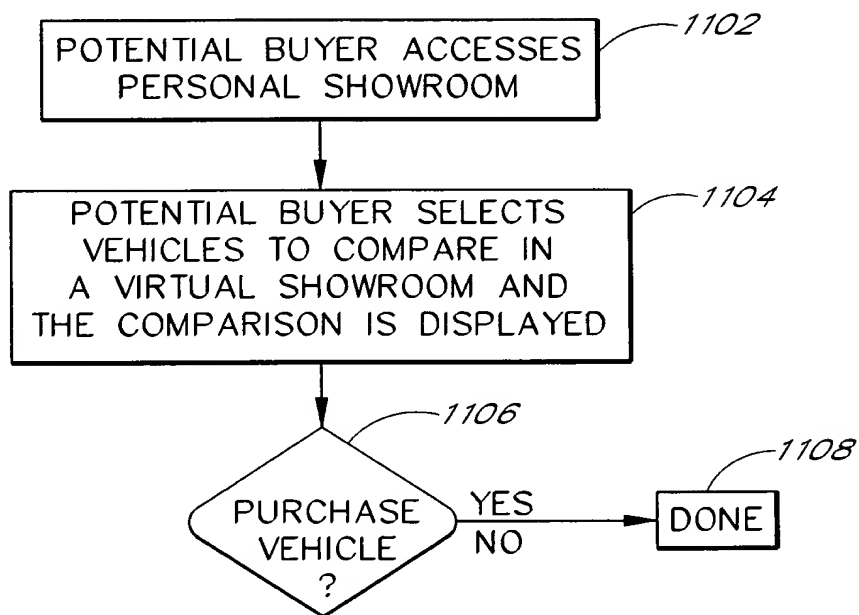 1102
POTENTIAL BUYER ACCESSES
PERSONAL SHOWROOM
1104
POTENTIAL BUYER SELECTS
VEHICLES TO COMPARE IN
A VIRTUAL SHOWROOM AND
THE COMPARISON IS DISPLAYED
1106
PURCHASE
VEHICLE
?
YES
NO
1108
DONE